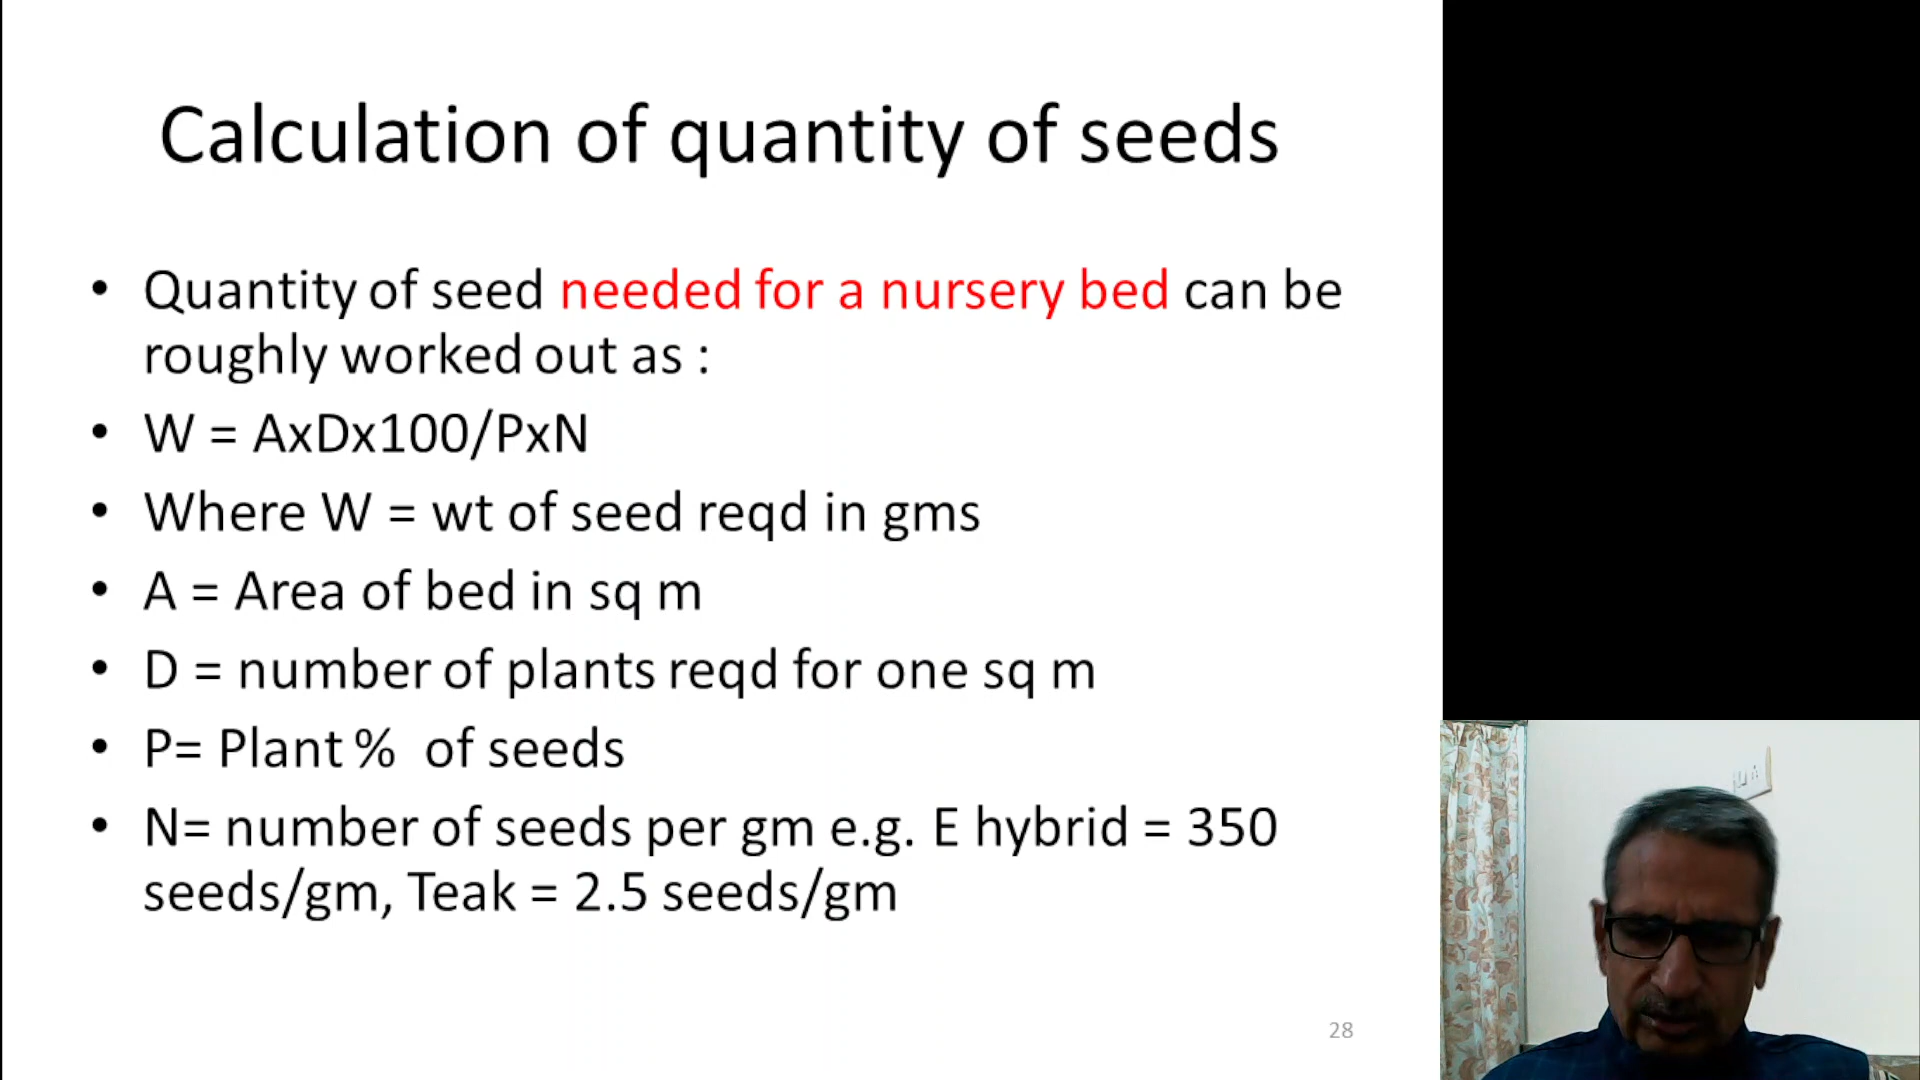 Calculation of quantity of seeds
• Quantity of seed needed for a nursery bed can be
roughly worked out as :
• W = AxDx100/PxN
• Where W = wt of seed reqd in gms
• A = Area of bed in sq m
• D = number of plants reqd for one sq m
• P= Plant % of seeds
• N= number of seeds per gm e.g. E hybrid = 350
seeds/gm, Teak = 2.5 seeds/gm
28